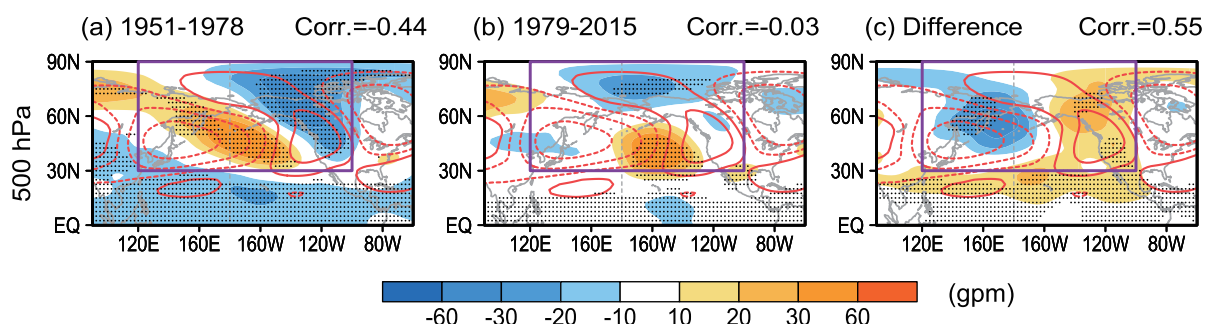 (a) 1951-1978 Corr.=-0.44 (b) 1979-2015 Corr.=-0.03 (c) Difference Corr.=0.55
500 hPa
90N 90N 90N
60N 60N 60N
30N 30N 30N
EQ EQ EQ
120E 160E 160W 120W 80W 120E 160E 160W 120W 80W 120E 160E 160W 120W 80W
(gpm)
-60 -30 -20 -10 10 20 30 60